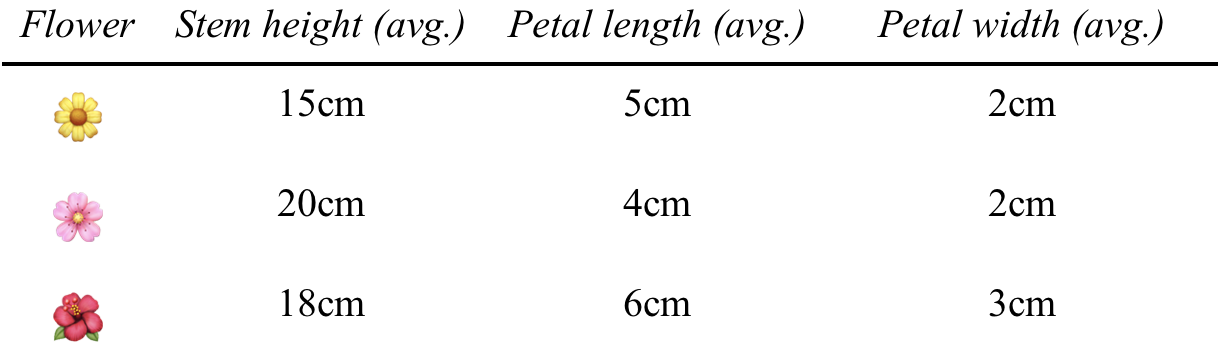 Flower Stem height (avg.) Petal length (avg.) Petal width (avg.)
15cm 5cm 2cm
20cm 4cm 2cm
18cm 6cm 3cm